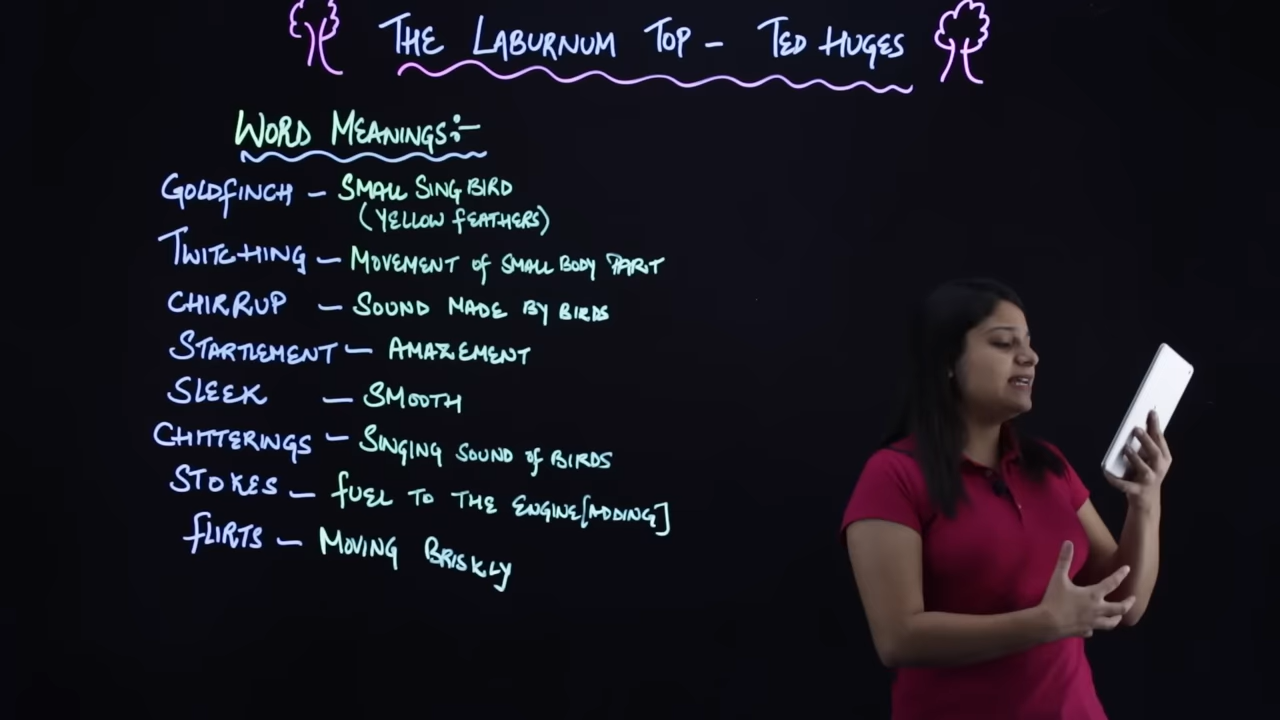 THE LABURNUM TOP - TED HUGES
WORD MEANINGS:-
GOLDFINCH - SMALL SING BIRD
(YELLOW FEATHERS)
TWITCHING - MOVEMENT OF SMALL BODY PART
CHIRRUP - SOUND MADE BY BIRDS
STARTLEMENT - AMAZEMENT
SLEEK - SMOOTH
CHITTERINGS - SINGING SOUND OF BIRDS
STOKES - FUEL TO THE ENGINE [ADDING]
FLIRTS - MOVING BRISKLY